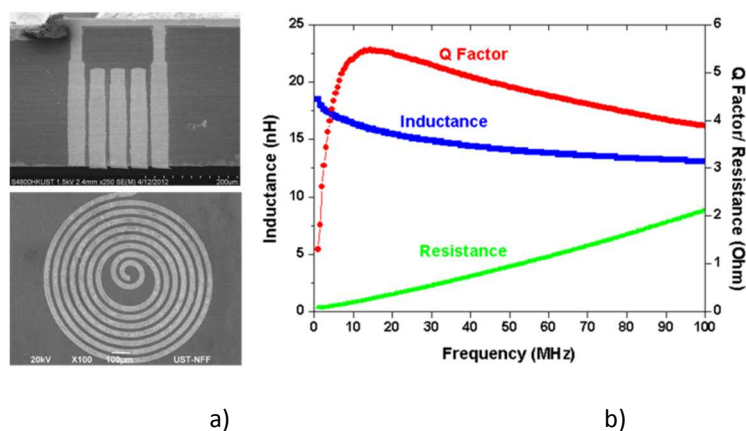 S4800HKUST 1.5kV 2.4mm x250 SE(M) 4/12/2012 200um
20kV X100 100µm UST-NFF
a)
25
20
15
10
5
0
Inductance (nH)
Q Factor
Inductance
Resistance
6
5
4
3
2
1
0
Q Factor/ Resistance (Ohm)
0 10 20 30 40 50 60 70 80 90 100
Frequency (MHz)
b)